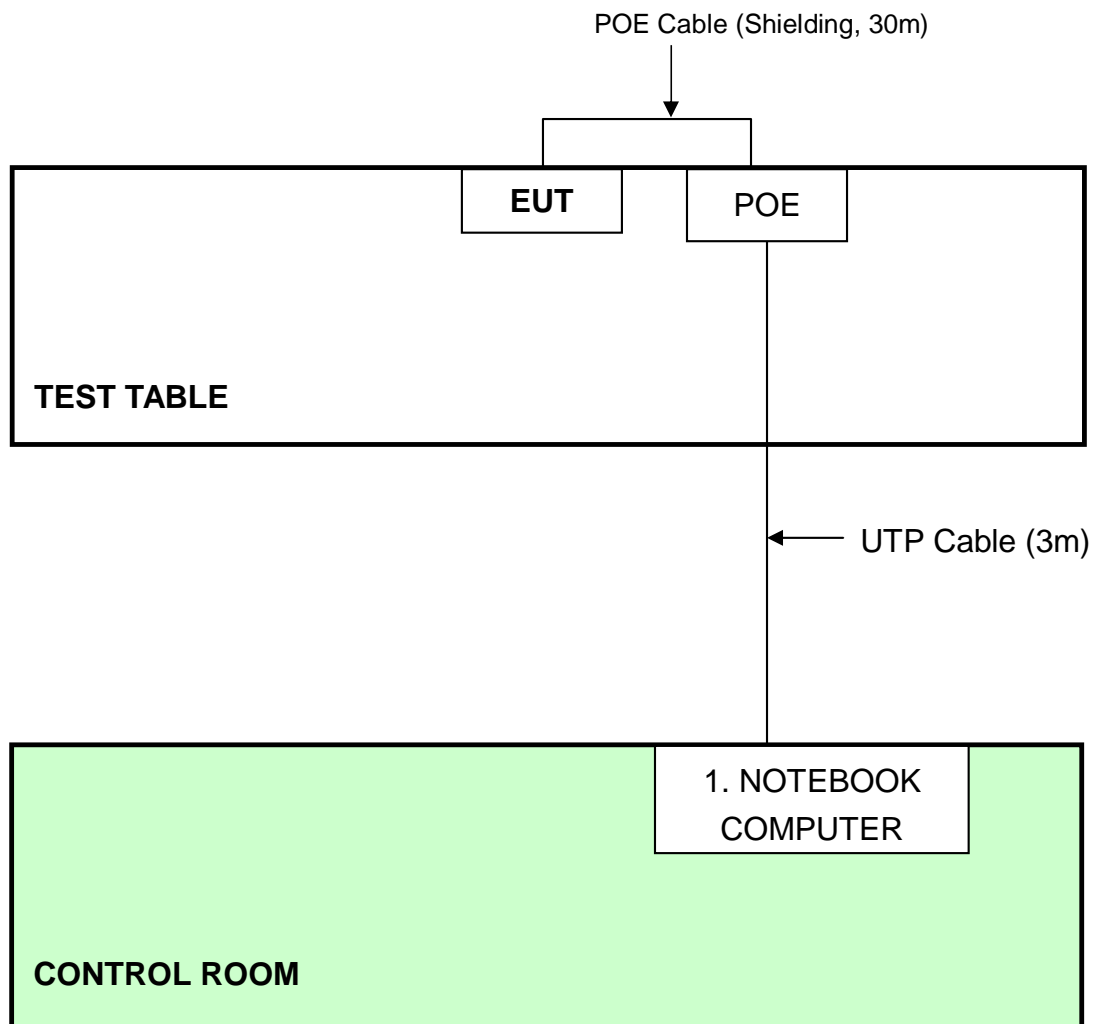 POE Cable (Shielding, 30m)
EUT
POE
TEST TABLE
UTP Cable (3m)
1. NOTEBOOK
COMPUTER
CONTROL ROOM